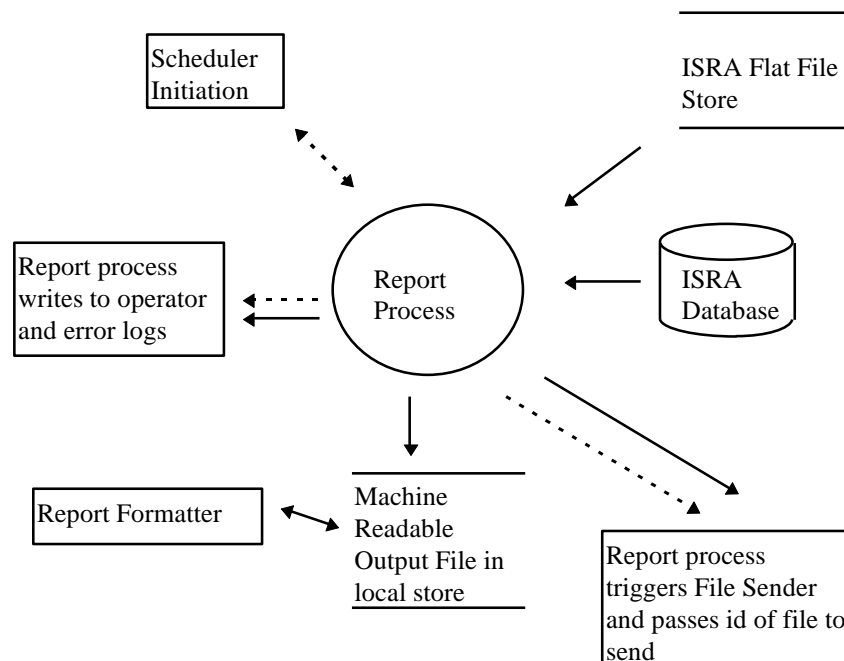 Scheduler
Initiation
ISRA Flat File
Store
Report process
writes to operator
and error logs
Report
Process
ISRA
Database
Report Formatter
Machine
Readable
Output File in
local store
Report process
triggers File Sender
and passes id of file to
send